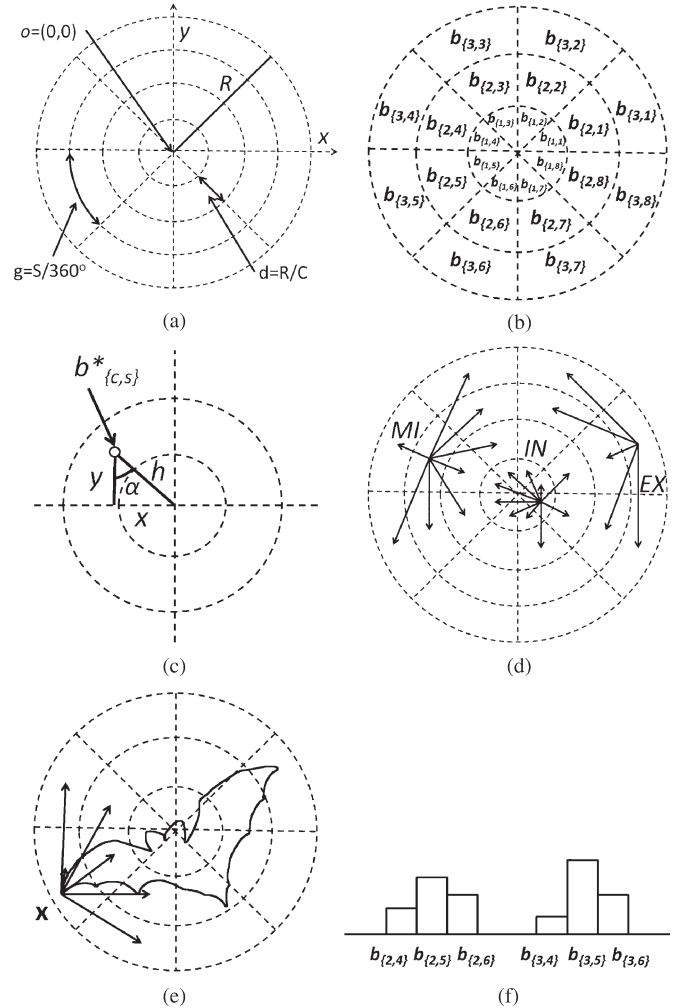 o=(0,0)
y
R
x
g=S/360º
d=R/C
(a)
b{3,3} b{3,2}
b{2,3} b{2,2}
b{3,4} b{3,1}
b{1,3} b{1,2}
b{2,4} b{2,1}
b{1,4} b{1,1}
b{1,5} b{1,8}
b{2,5} b{2,8}
b{3,5} b{3,8}
b{1,6} b{1,7}
b{2,6} b{2,7}
b{3,6} b{3,7}
(b)
b*{c,s}
y α h
x
(c)
MI
IN
EX
(d)
x
(e)
b{2,4} b{2,5} b{2,6} b{3,4} b{3,5} b{3,6}
(f)